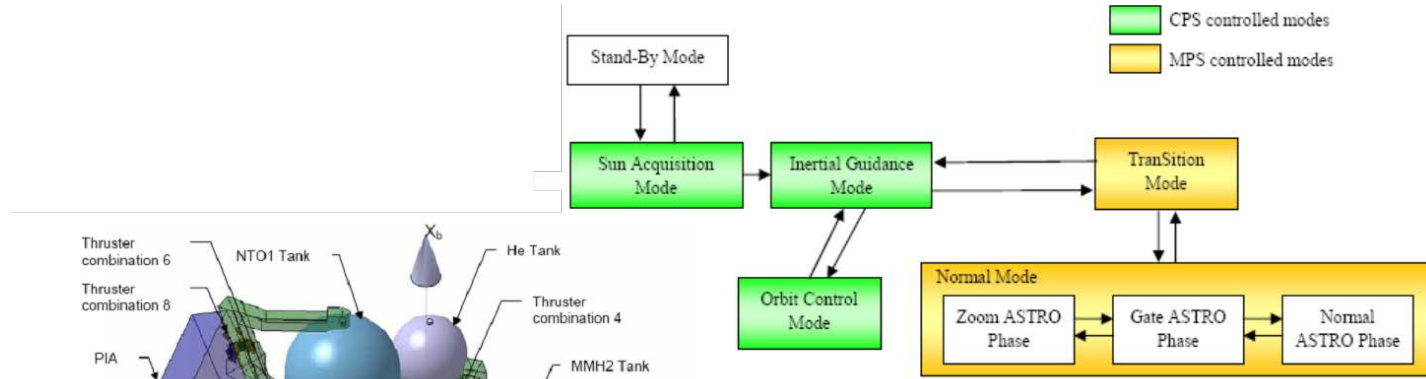 CPS controlled modes
MPS controlled modes
Stand-By Mode
Sun Acquisition
Mode
Inertial Guidance
Mode
TranSition
Mode
Orbit Control
Mode
Normal Mode
Zoom ASTRO
Phase
Gate ASTRO
Phase
Normal
ASTRO Phase
Thruster
combination 6
NTO1 Tank
Xb
He Tank
Thruster
combination 8
Thruster
combination 4
PIA
MMH2 Tank